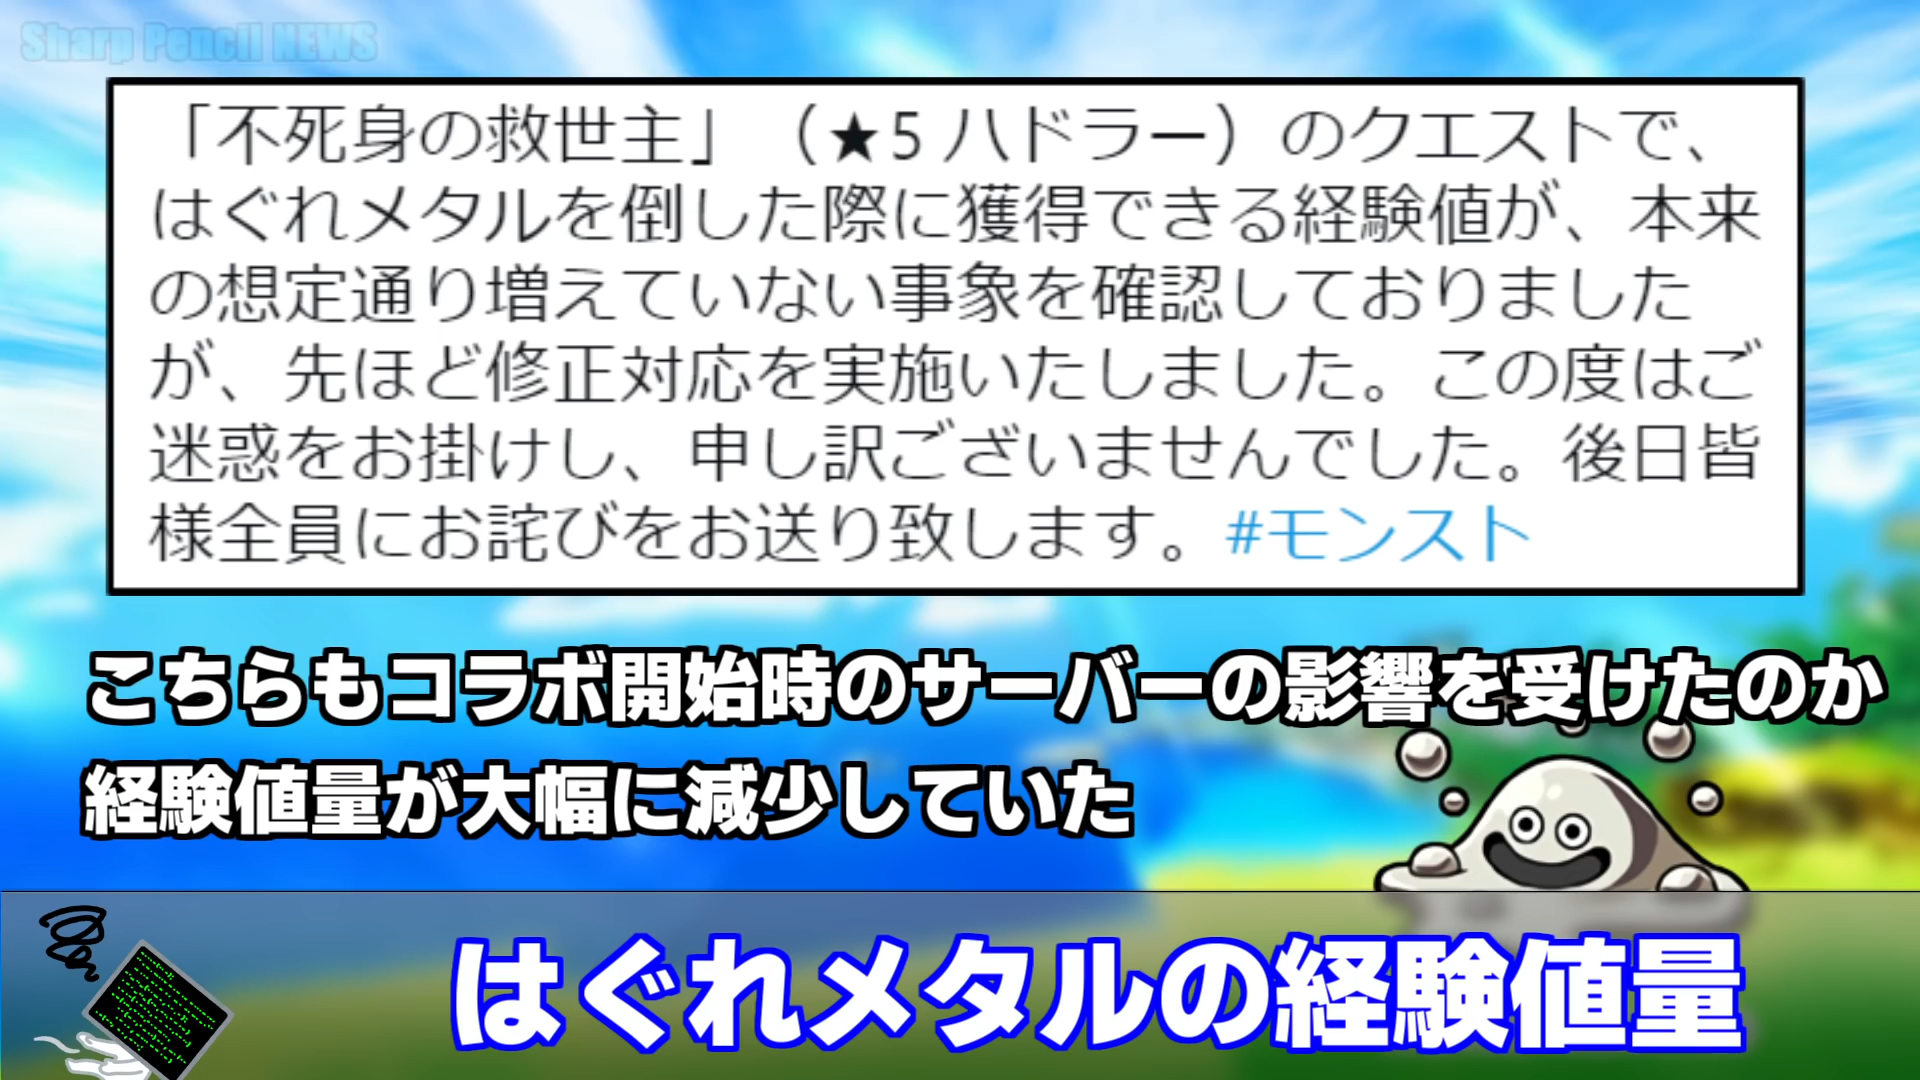 Sharp Pencil NEWS
「不死身の救世主」（★5 ハドラー）のクエストで、
はぐれメタルを倒した際に獲得できる経験値が、本来
の想定通り増えていない事象を確認しておりました
が、先ほど修正対応を実施いたしました。この度はご
迷惑をお掛けし、申し訳ございませんでした。後日皆
様全員にお詫びをお送り致します。#モンスト
こちらもコラボ開始時のサーバーの影響を受けたのか
経験値量が大幅に減少していた
はぐれメタルの経験値量